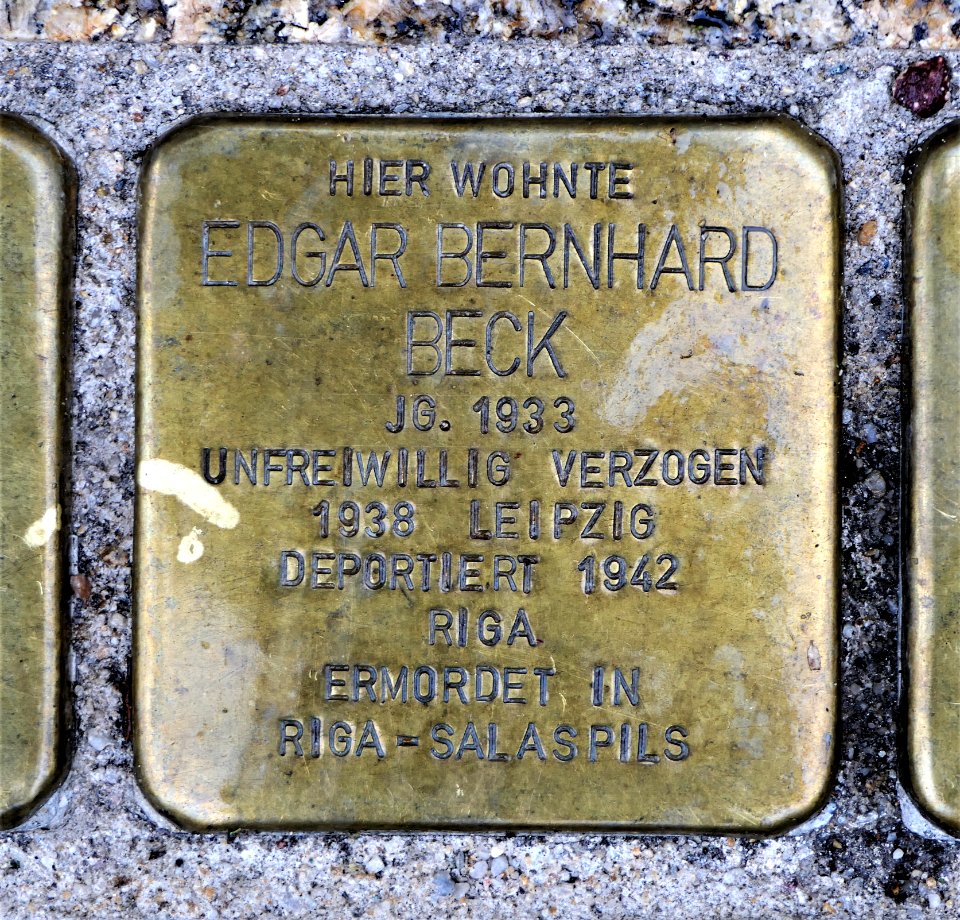 HIER WOHNTE
EDGAR BERNHARD
BECK
JG. 1933
UNFREIWILLIG VERZOGEN
1938 LEIPZIG
DEPORTIERT 1942
RIGA
ERMORDET IN
RIGA-SALASPILS